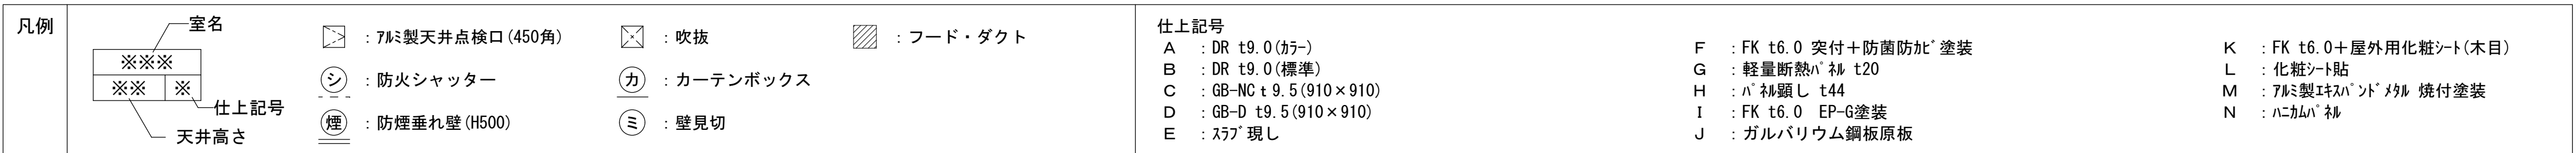 凡例
室名
※※※
※※ ※
仕上記号
天井高さ
：ｱﾙﾐ製天井点検口(450角)
：吹抜
：フード・ダクト
シ ：防火シャッター
カ ：カーテンボックス
煙 ：防煙垂れ壁(H500)
ミ ：壁見切
仕上記号
A ：DR t9.0(ｶﾗｰ)
B ：DR t9.0(標準)
C ：GB-NCｔ9.5(910×910)
D ：GB-D t9.5(910×910)
E ：ｽﾗﾌﾞ現し
F ：FK t6.0 突付＋防菌防ｶﾋﾞ塗装
G ：軽量断熱ﾊﾟﾈﾙ t20
H ：ﾊﾟﾈﾙ顕し t44
I ：FK t6.0 EP-G塗装
J ：ガルバリウム鋼板原板
K ：FK t6.0＋屋外用化粧ｼｰﾄ(木目)
L ：化粧ｼｰﾄ貼
M ：ｱﾙﾐ製ｴｷｽﾊﾟﾝﾄﾞﾒﾀﾙ 焼付塗装
N ：ﾊﾆｶﾑﾊﾟﾈﾙ